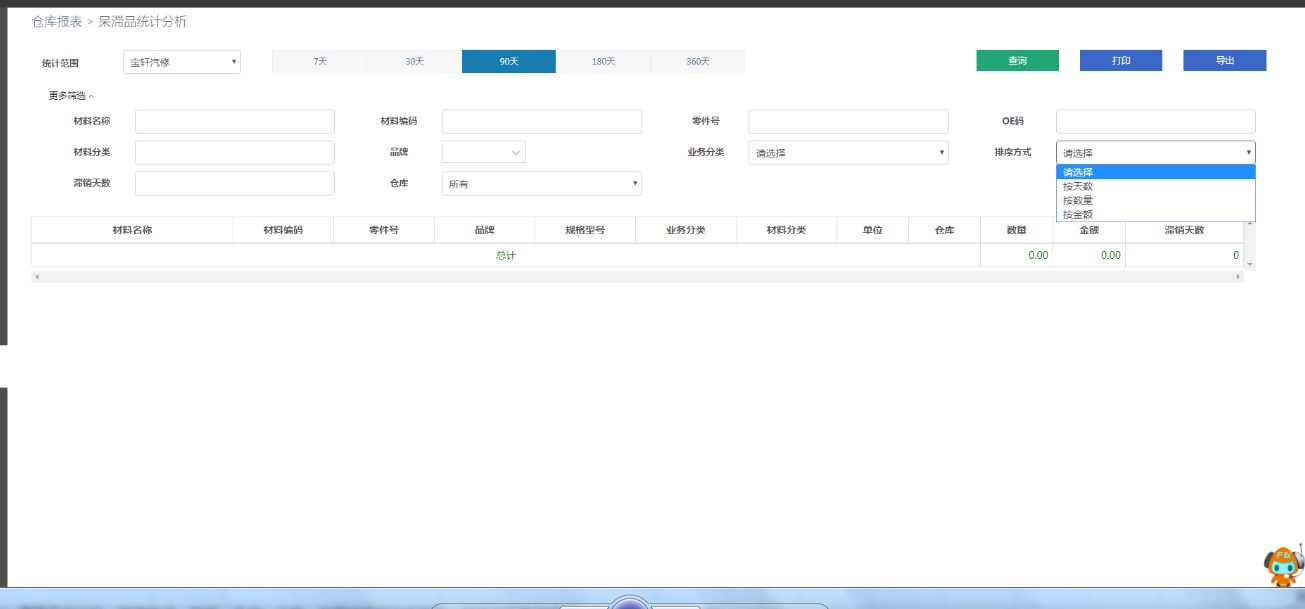 仓库报表 > 呆滞品统计分析
统计范围 宝轩汽修 7天 30天 90天 180天 360天 查询 打印 导出
更多筛选
材料名称 材料编码 零件号 OE码
材料分类 品牌 业务分类 请选择 排序方式 请选择
请选择
滞销天数 仓库 所有 按天数
按数量
按金额
材料名称 材料编码 零件号 品牌 规格型号 业务分类 材料分类 单位 仓库 数量 金额 滞销天数
总计 0.00 0.00 0